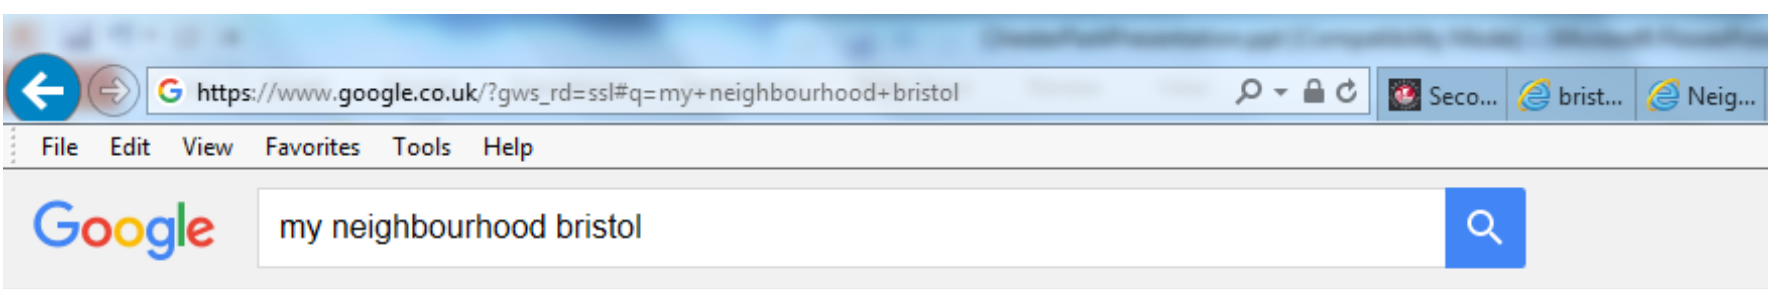 https://www.google.co.uk/?gws_rd=ssl#q=my+neighbourhood+bristol Seco... brist... Neig...
File Edit View Favorites Tools Help
Google my neighbourhood bristol